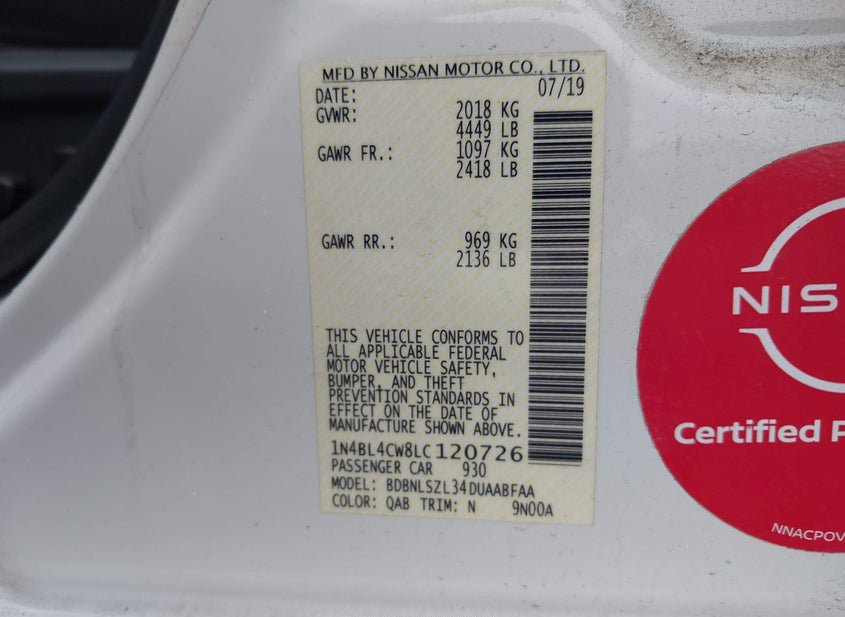 MFD BY NISSAN MOTOR CO., LTD.
DATE: 07/19
GVWR: 2018 KG
4449 LB
GAWR FR.: 1097 KG
2418 LB
GAWR RR.: 969 KG
2136 LB
THIS VEHICLE CONFORMS TO
ALL APPLICABLE FEDERAL
MOTOR VEHICLE SAFETY,
BUMPER, AND THEFT
PREVENTION STANDARDS IN
EFFECT ON THE DATE OF
MANUFACTURE SHOWN ABOVE.
1N4BL4CW8LC120726
PASSENGER CAR 930
MODEL: BDBNLSZL34DUAABFAA
COLOR: QAB TRIM: N 9N00A
NIS
Certified P
NNACPOV